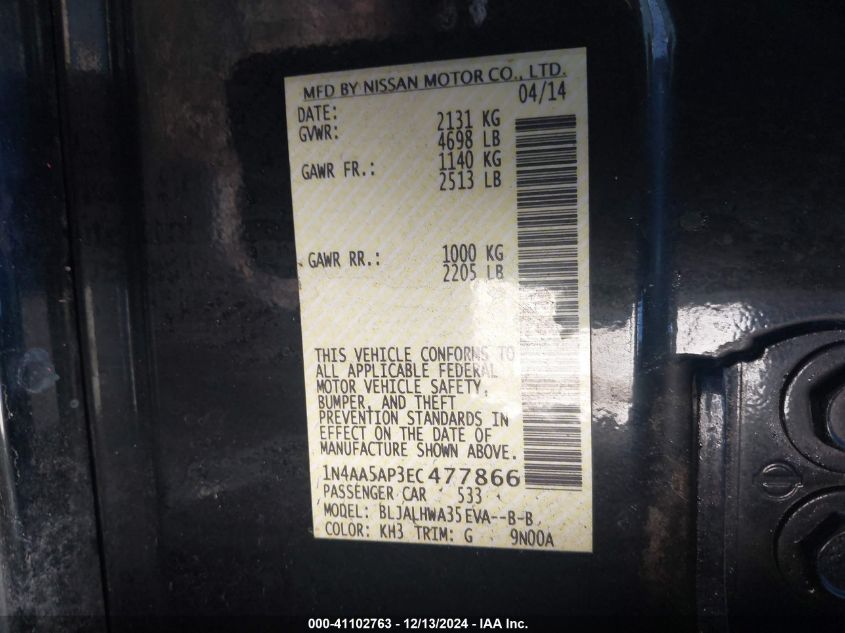 MFD BY NISSAN MOTOR CO., LTD.
DATE: 04/14
GVWR: 2131 KG
4698 LB
GAWR FR.: 1140 KG
2513 LB
GAWR RR.: 1000 KG
2205 LB
THIS VEHICLE CONFORMS TO
ALL APPLICABLE FEDERAL
MOTOR VEHICLE SAFETY,
BUMPER, AND THEFT
PREVENTION STANDARDS IN
EFFECT ON THE DATE OF
MANUFACTURE SHOWN ABOVE.
1N4AA5AP3EC477866
PASSENGER CAR 533
MODEL: BLJALHWA35EVA--B-B
COLOR: KH3 TRIM: G 9N00A
000-41102763 - 12/13/2024 - IAA Inc.